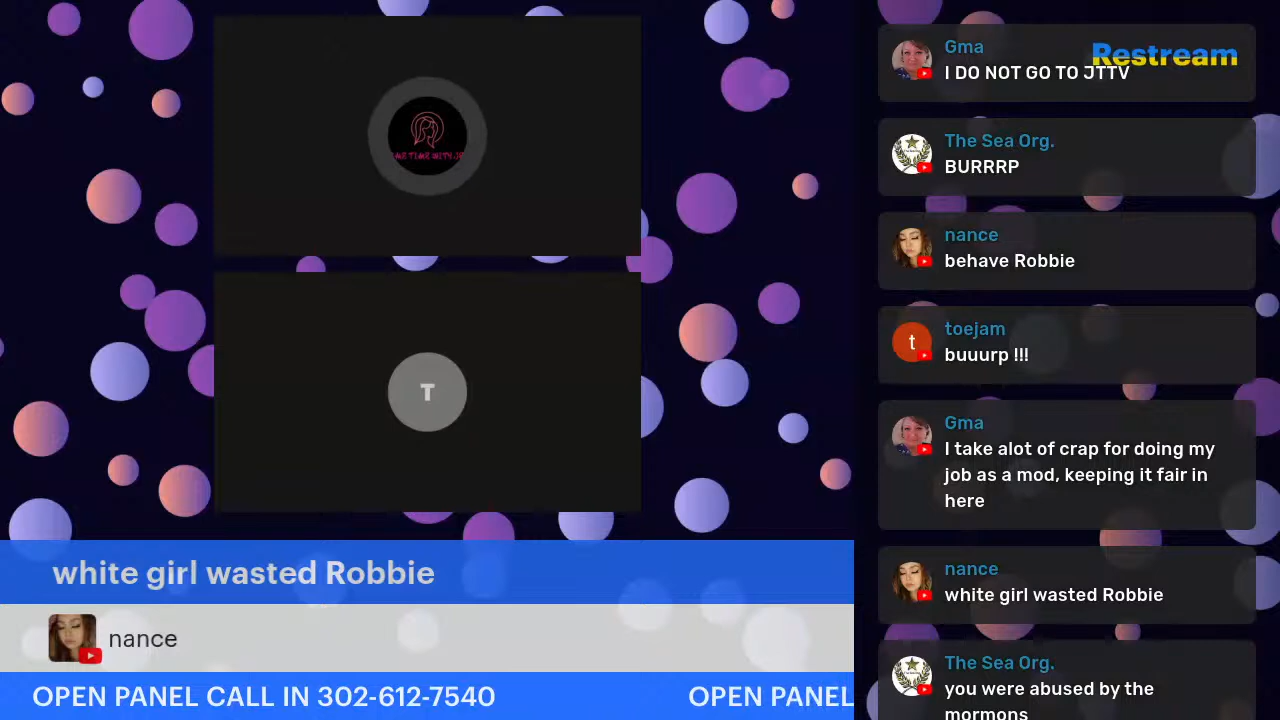 T
white girl wasted Robbie
nance
OPEN PANEL CALL IN 302-612-7540
OPEN PANEL
Restream
Gma
I DO NOT GO TO JTTV
The Sea Org.
BURRRP
nance
behave Robbie
t
toejam
buuurp !!!
Gma
I take alot of crap for doing my
job as a mod, keeping it fair in
here
nance
white girl wasted Robbie
The Sea Org.
you were abused by the
mormons